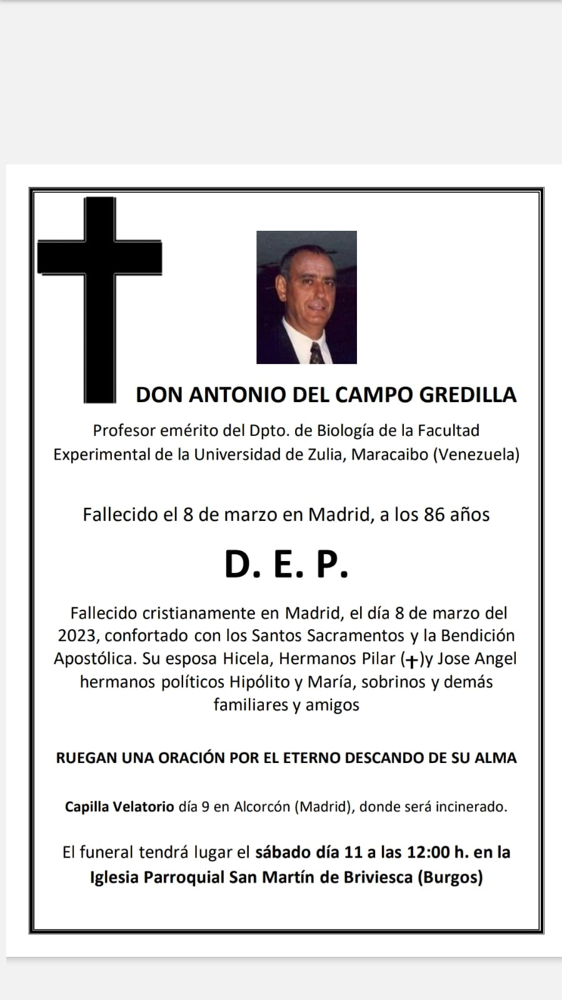 DON ANTONIO DEL CAMPO GREDILLA
Profesor emérito del Dpto. de Biología de la Facultad
Experimental de la Universidad de Zulia, Maracaibo (Venezuela)
Fallecido el 8 de marzo en Madrid, a los 86 años
D. E. P.
Fallecido cristianamente en Madrid, el día 8 de marzo del
2023, confortado con los Santos Sacramentos y la Bendición
Apostólica. Su esposa Hicela, Hermanos Pilar (✝)y Jose Angel
hermanos políticos Hipólito y María, sobrinos y demás
familiares y amigos
RUEGAN UNA ORACIÓN POR EL ETERNO DESCANDO DE SU ALMA
Capilla Velatorio día 9 en Alcorcón (Madrid), donde será incinerado.
El funeral tendrá lugar el sábado día 11 a las 12:00 h. en la
Iglesia Parroquial San Martín de Briviesca (Burgos)